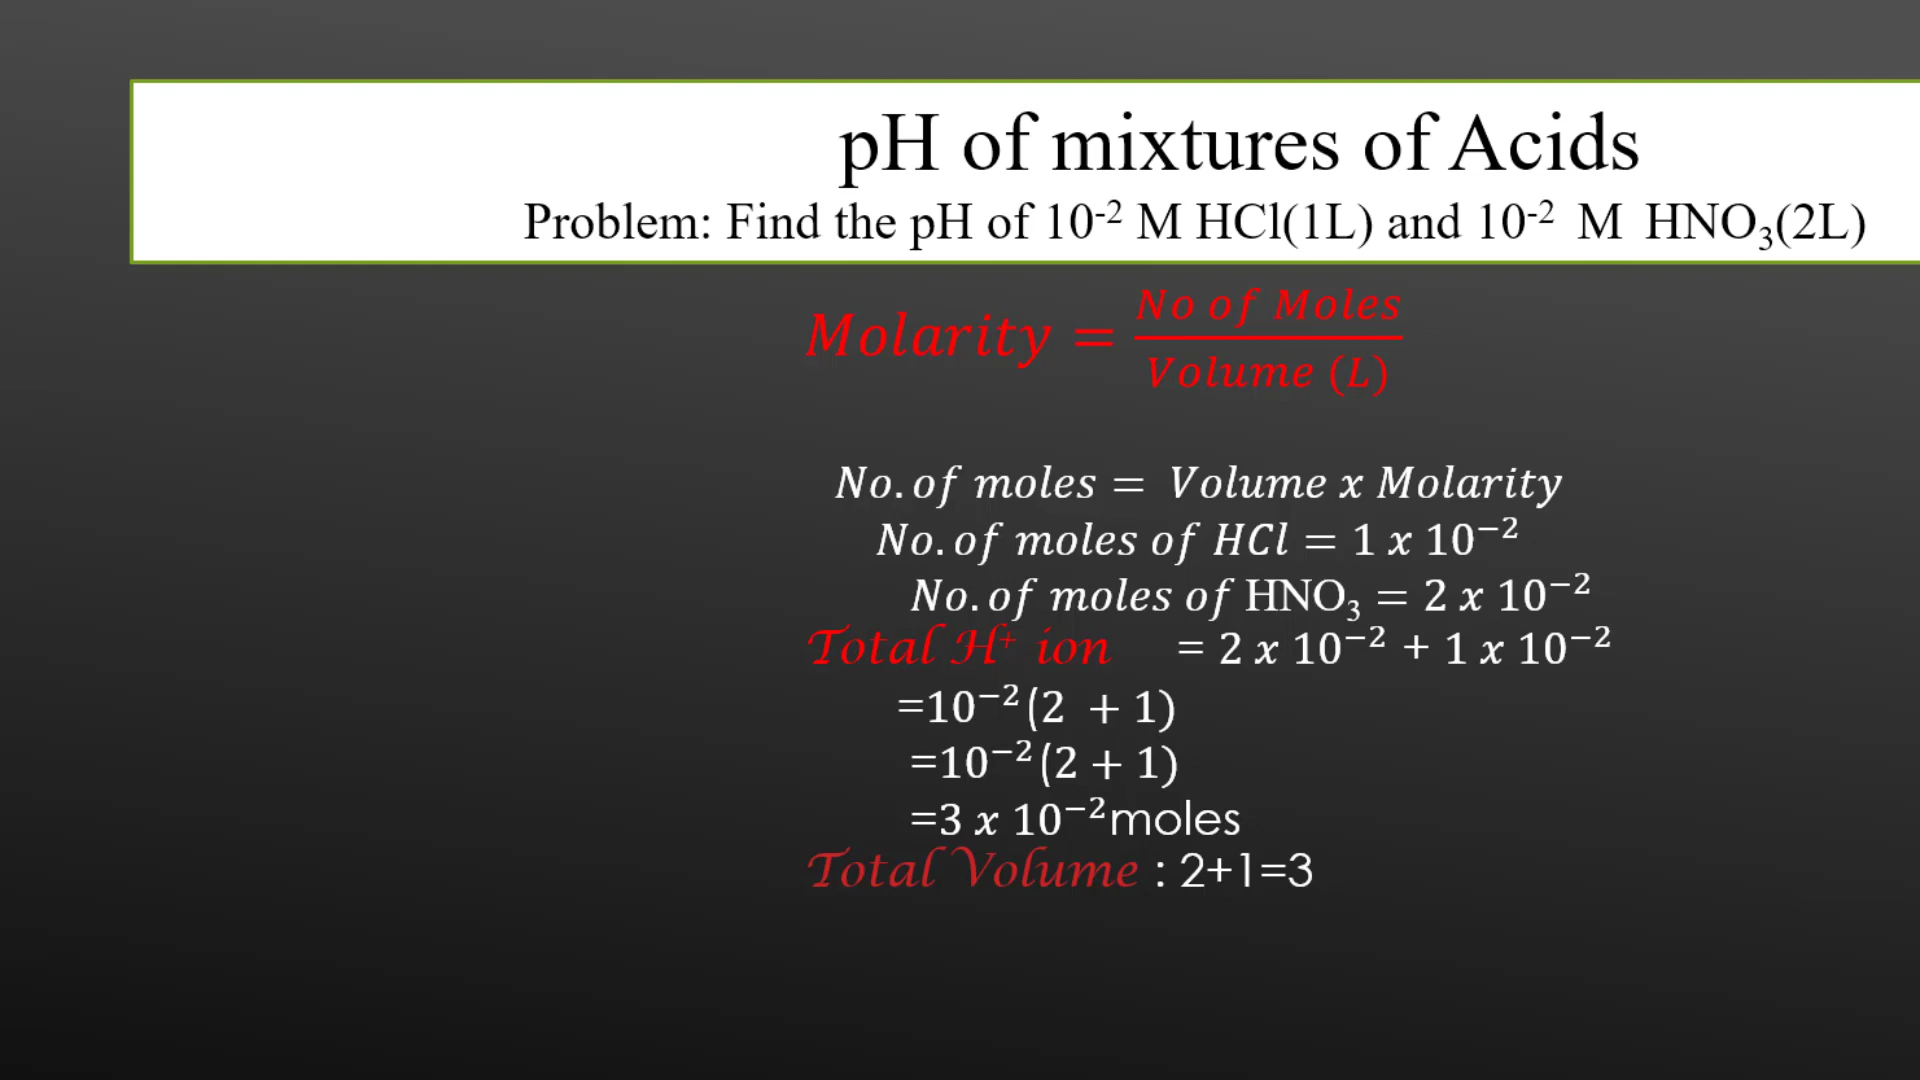 pH of mixtures of Acids
Problem: Find the pH of 10⁻² M HCl(1L) and 10⁻² M HNO₃(2L)
Molarity = No of Moles / Volume (L)
No. of moles = Volume x Molarity
No. of moles of HCl = 1 x 10⁻²
No. of moles of HNO₃ = 2 x 10⁻²
Total H⁺ ion = 2 x 10⁻² + 1 x 10⁻²
=10⁻²(2 + 1)
=10⁻²(2 + 1)
=3 x 10⁻²moles
Total Volume : 2+1=3